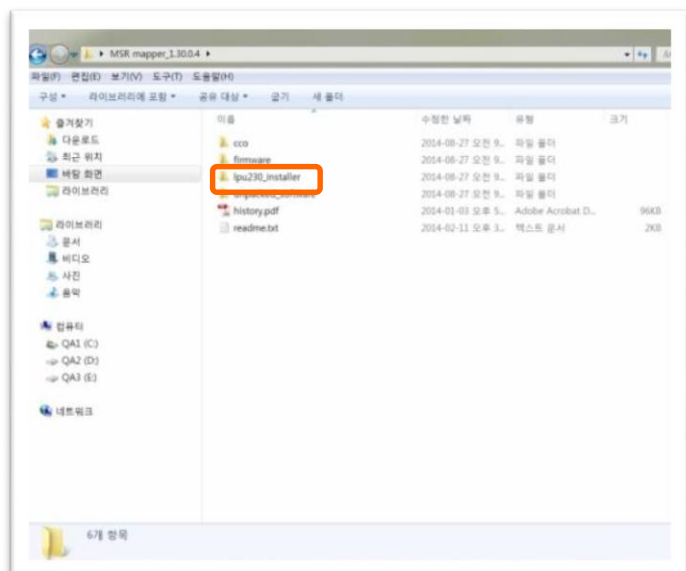 MSR mapper_1.30.0.4
파일(F) 편집(E) 보기(V) 도구(T) 도움말(H)
구성 라이브러리에 포함 공유 대상 굽기 새 폴더
이름 수정한 날짜 유형 크기
즐겨찾기
다운로드
최근 위치
바탕 화면
라이브러리
라이브러리
문서
비디오
사진
음악
컴퓨터
QA1 (C:)
QA2 (D:)
QA3 (E:)
네트워크
cco 2014-08-27 오전 9... 파일 폴더
firmware 2014-08-27 오전 9... 파일 폴더
lpu230_installer 2014-08-27 오전 9... 파일 폴더
unpacked_software 2014-08-27 오전 9... 파일 폴더
history.pdf 2014-01-03 오후 5... Adobe Acrobat D... 96KB
readme.txt 2014-02-11 오후 3... 텍스트 문서 2KB
6개 항목